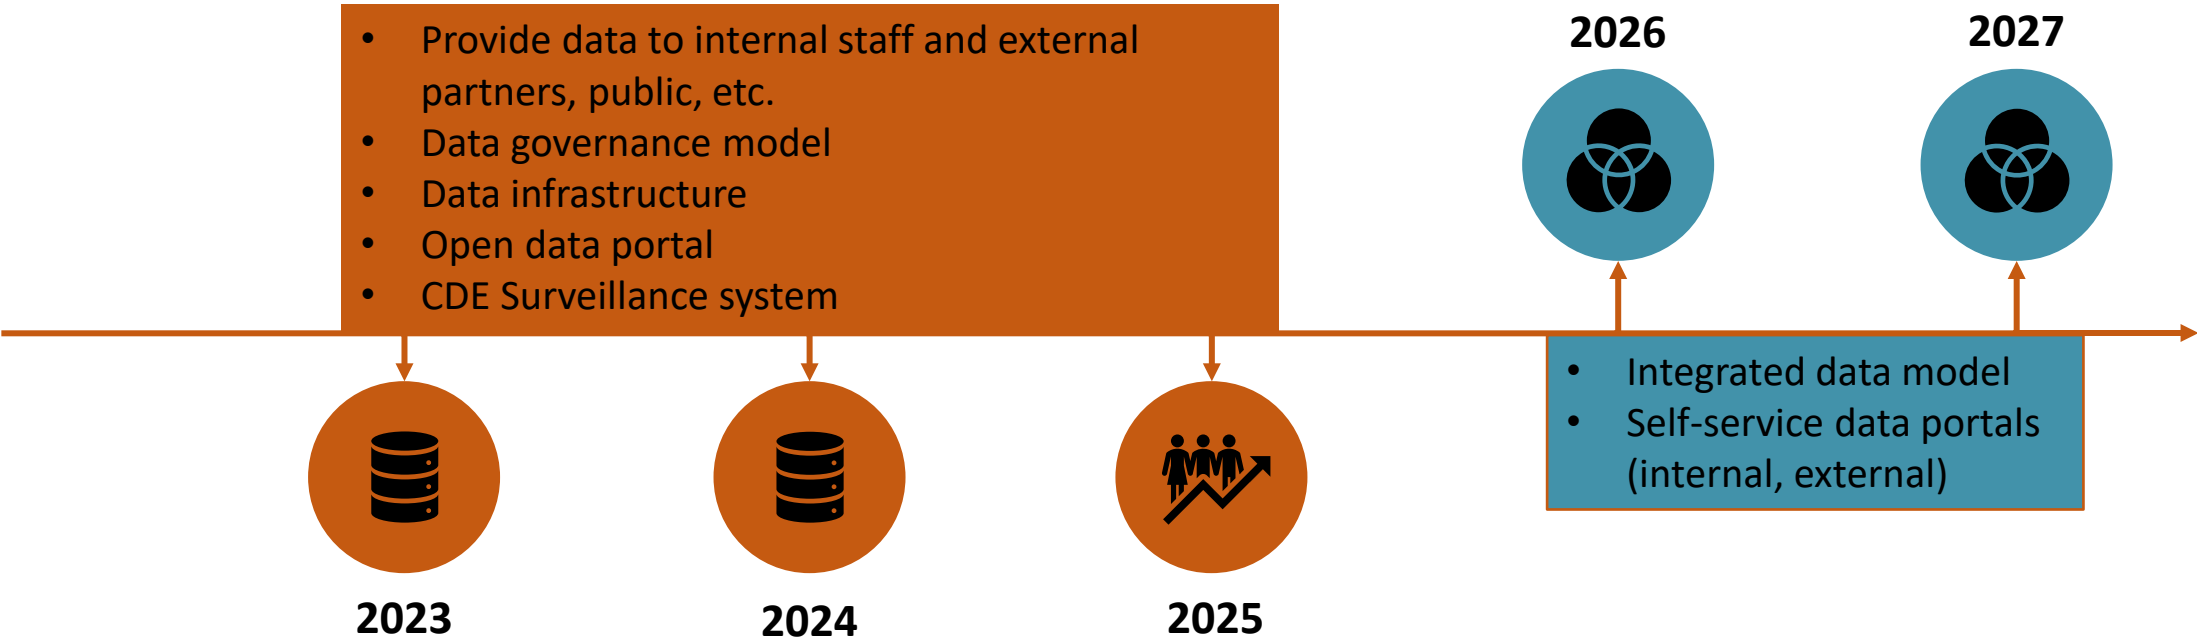 • Provide data to internal staff and external
partners, public, etc.
• Data governance model
• Data infrastructure
• Open data portal
• CDE Surveillance system
2026
2027
• Integrated data model
• Self-service data portals
(internal, external)
2023
2024
2025